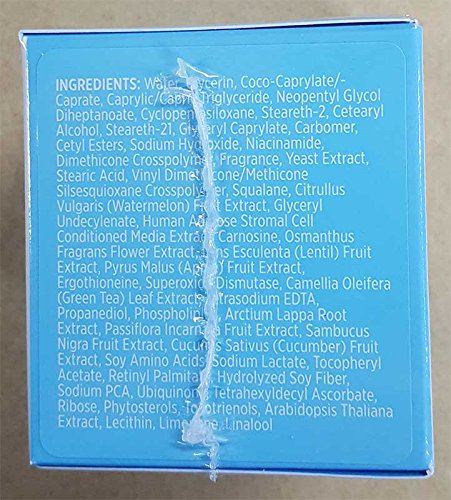 INGREDIENTS: Water, Glycerin, Coco-Caprylate/-
Caprate, Caprylic/Capric Triglyceride, Neopentyl Glycol
Diheptanoate, Cyclopentasiloxane, Steareth-2, Cetearyl
Alcohol, Steareth-21, Glyceryl Caprylate, Carbomer,
Cetyl Esters, Sodium Hydroxide, Niacinamide,
Dimethicone Crosspolymer, Fragrance, Yeast Extract,
Stearic Acid, Vinyl Dimethicone/Methicone
Silsesquioxane Crosspolymer, Squalane, Citrullus
Vulgaris (Watermelon) Fruit Extract, Glyceryl
Undecylenate, Human Adipose Stromal Cell
Conditioned Media Extract, Carnosine, Osmanthus
Fragrans Flower Extract, Lens Esculenta (Lentil) Fruit
Extract, Pyrus Malus (Apple) Fruit Extract,
Ergothioneine, Superoxide Dismutase, Camellia Oleifera
(Green Tea) Leaf Extract, Tetrasodium EDTA,
Propanediol, Phospholipids, Arctium Lappa Root
Extract, Passiflora Incarnata Fruit Extract, Sambucus
Nigra Fruit Extract, Cucumis Sativus (Cucumber) Fruit
Extract, Soy Amino Acids, Sodium Lactate, Tocopheryl
Acetate, Retinyl Palmitate, Hydrolyzed Soy Fiber,
Sodium PCA, Ubiquinone, Tetrahexyldecyl Ascorbate,
Ribose, Phytosterols, Tocotrienols, Arabidopsis Thaliana
Extract, Lecithin, Limonene, Linalool